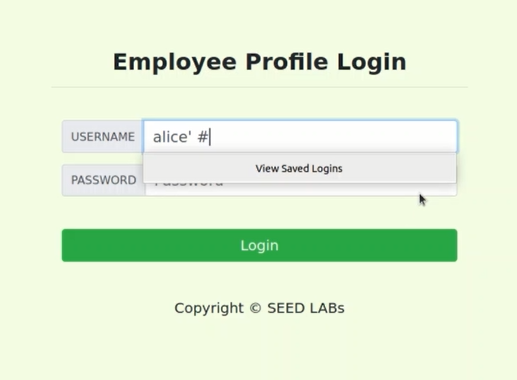 Employee Profile Login
USERNAME alice' #
View Saved Logins
PASSWORD Password
Copyright © SEED LABs
Login